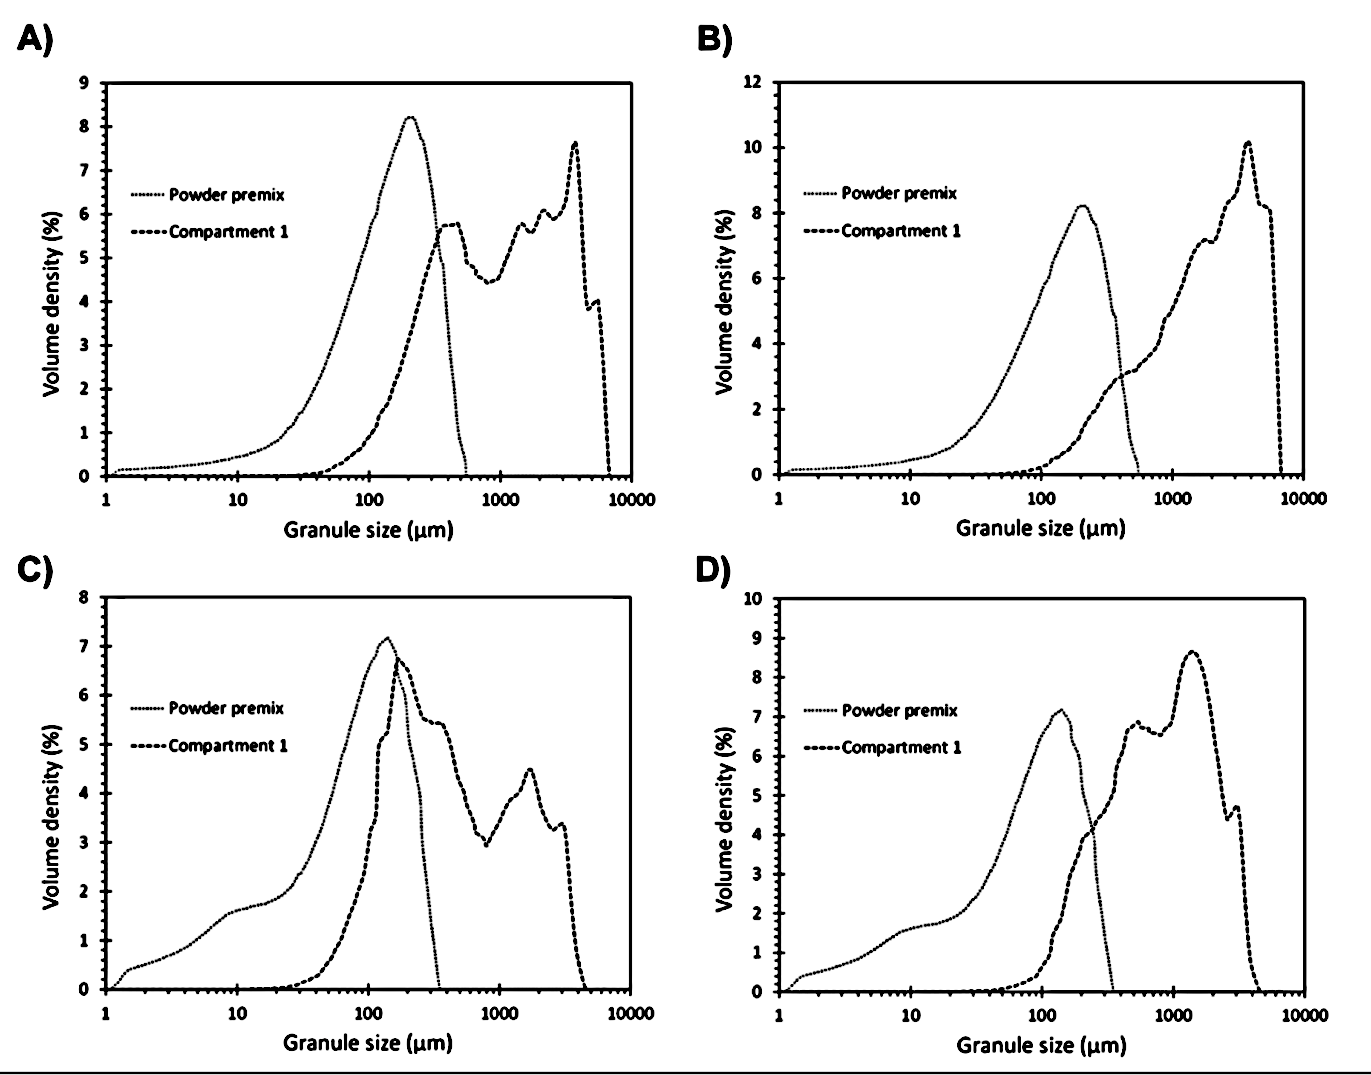 A)
9
8
7
6
5
4
3
2
1
0
Volume density (%)
Powder premix
Compartment 1
1 10 100 1000 10000
Granule size (μm)
B)
12
10
8
6
4
2
0
Volume density (%)
Powder premix
Compartment 1
1 10 100 1000 10000
Granule size (μm)
C)
8
7
6
5
4
3
2
1
0
Volume density (%)
Powder premix
Compartment 1
1 10 100 1000 10000
Granule size (μm)
D)
10
9
8
7
6
5
4
3
2
1
0
Volume density (%)
Powder premix
Compartment 1
1 10 100 1000 10000
Granule size (μm)